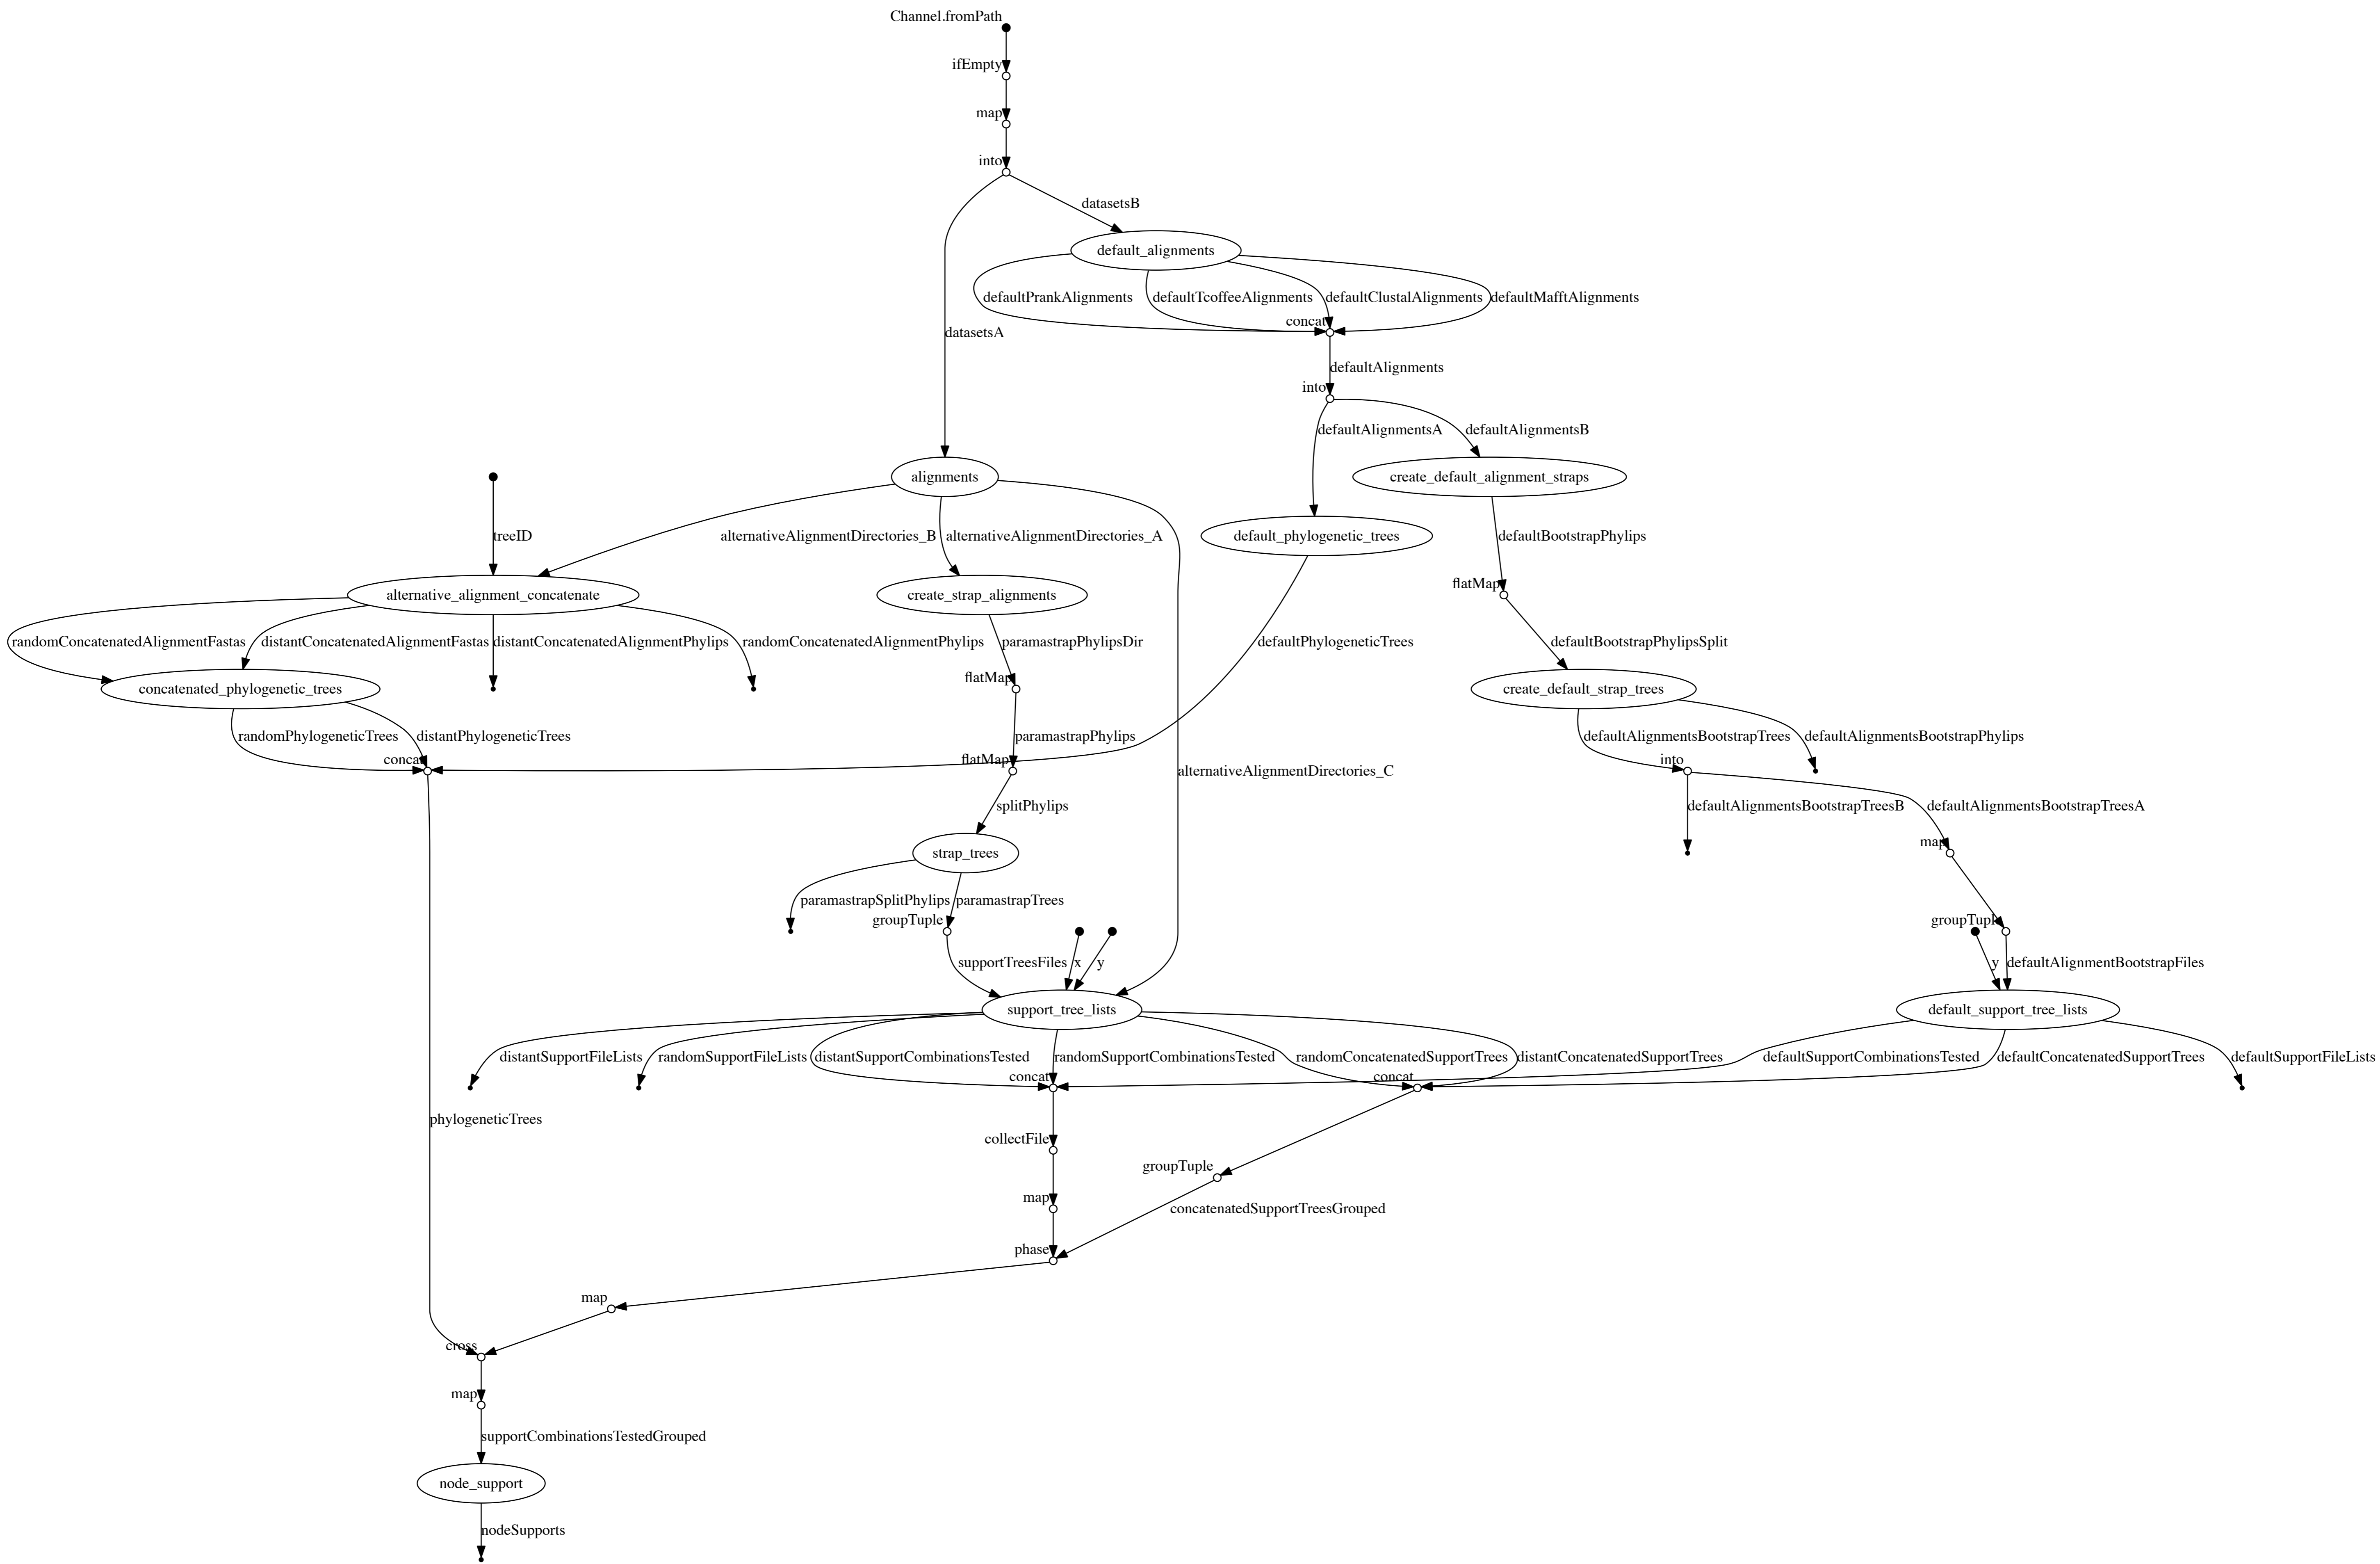 Channel.fromPath
ifEmpty
map
into
datasetsB
default_alignments
defaultPrankAlignments
defaultTcoffeeAlignments
defaultClustalAlignments
defaultMafftAlignments
concat
datasetsA
defaultAlignments
into
defaultAlignmentsA
defaultAlignmentsB
alignments
create_default_alignment_straps
treeID
alternativeAlignmentDirectories_B
alternativeAlignmentDirectories_A
default_phylogenetic_trees
defaultBootstrapPhylips
flatMap
alternative_alignment_concatenate
create_strap_alignments
randomConcatenatedAlignmentFastas
distantConcatenatedAlignmentFastas
distantConcatenatedAlignmentPhylips
randomConcatenatedAlignmentPhylips
paramastrapPhylipsDir
defaultPhylogeneticTrees
defaultBootstrapPhylipsSplit
flatMap
concatenated_phylogenetic_trees
create_default_strap_trees
randomPhylogeneticTrees
distantPhylogeneticTrees
paramastrapPhylips
defaultAlignmentsBootstrapTrees
defaultAlignmentsBootstrapPhylips
concat
flatMap
into
alternativeAlignmentDirectories_C
splitPhylips
defaultAlignmentsBootstrapTreesB
defaultAlignmentsBootstrapTreesA
map
strap_trees
paramastrapSplitPhylips
paramastrapTrees
groupTuple
groupTuple
supportTreesFiles
x
y
y
defaultAlignmentBootstrapFiles
support_tree_lists
default_support_tree_lists
distantSupportFileLists
randomSupportFileLists
distantSupportCombinationsTested
randomSupportCombinationsTested
randomConcatenatedSupportTrees
distantConcatenatedSupportTrees
defaultSupportCombinationsTested
defaultConcatenatedSupportTrees
defaultSupportFileLists
concat
concat
phylogeneticTrees
collectFile
groupTuple
map
concatenatedSupportTreesGrouped
phase
map
cross
map
supportCombinationsTestedGrouped
node_support
nodeSupports